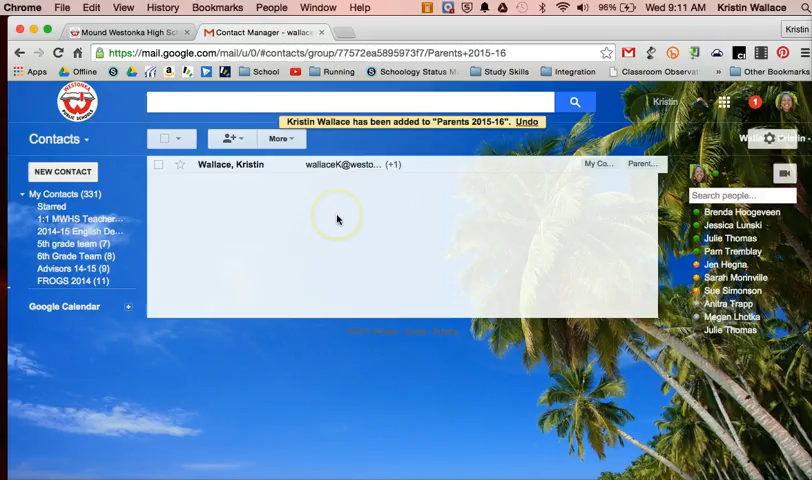 Chrome File Edit View History Bookmarks People Window Help 96% Wed 9:11 AM Kristin Wallace
Mound Westonka High Sch
Contact Manager - wallace
Kristin
https://mail.google.com/mail/u/0/#contacts/group/77572ea8895973f7/Parents+2015-16
Apps Offline School Running Schoology Status M Study Skills Integration Classroom Observat Other Bookmarks
WESTONKA
PUBLIC SCHOOLS
Kristin
1
Kristin Wallace has been added to "Parents 2015-16". Undo
Contacts
More
NEW CONTACT
Wallace, Kristin wallaceK@westo... (+1) My Co... Parent...
My Contacts (331)
Starred
1:1 MWHS Teacher...
2014-15 English De...
5th grade team (7)
6th Grade Team (8)
Advisors 14-15 (9)
FROGS 2014 (11)
Google Calendar
Search people...
Brenda Hoogeveen
Jessica Lunski
Julie Thomas
Pam Tremblay
Jen Hegna
Sarah Morinville
Sue Simonson
Anitra Trapp
Megan Lhotka
Julie Thomas